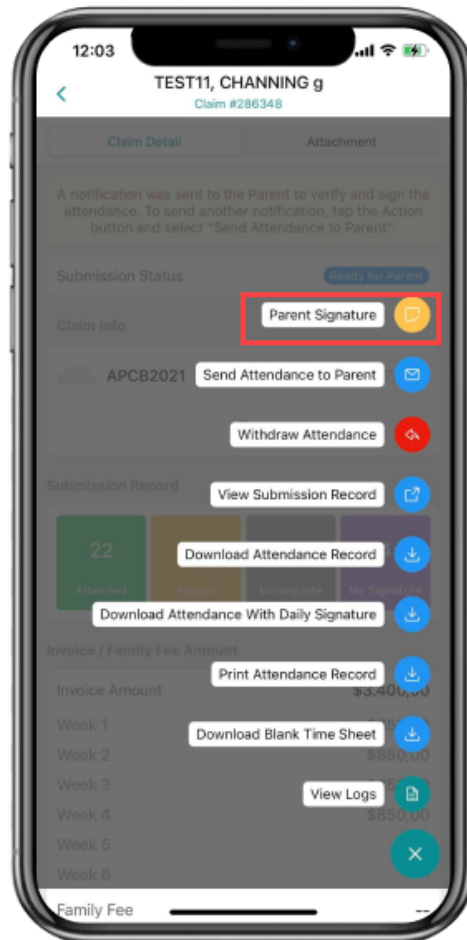 12:03
TEST11, CHANNING g
Claim #286348
Claim Detail
Attachment
A notification was sent to the Parent to verify and sign the
attendance. To send another notification, tap the Action
button and select "Send Attendance to Parent".
Submission Status
Ready for Parent
Parent Signature
Claim Info
APCB2021
Send Attendance to Parent
Withdraw Attendance
Submission Record
View Submission Record
22
Download Attendance Record
Attended
Absent
Incomplete
No Signature
Download Attendance With Daily Signature
Invoice / Family Fee Amount
Print Attendance Record
Invoice Amount
$3.400,00
Week 1
Download Blank Time Sheet
Week 2
$850,00
Week 3
View Logs
Week 4
$850,00
Week 5
Week 6
Family Fee
--